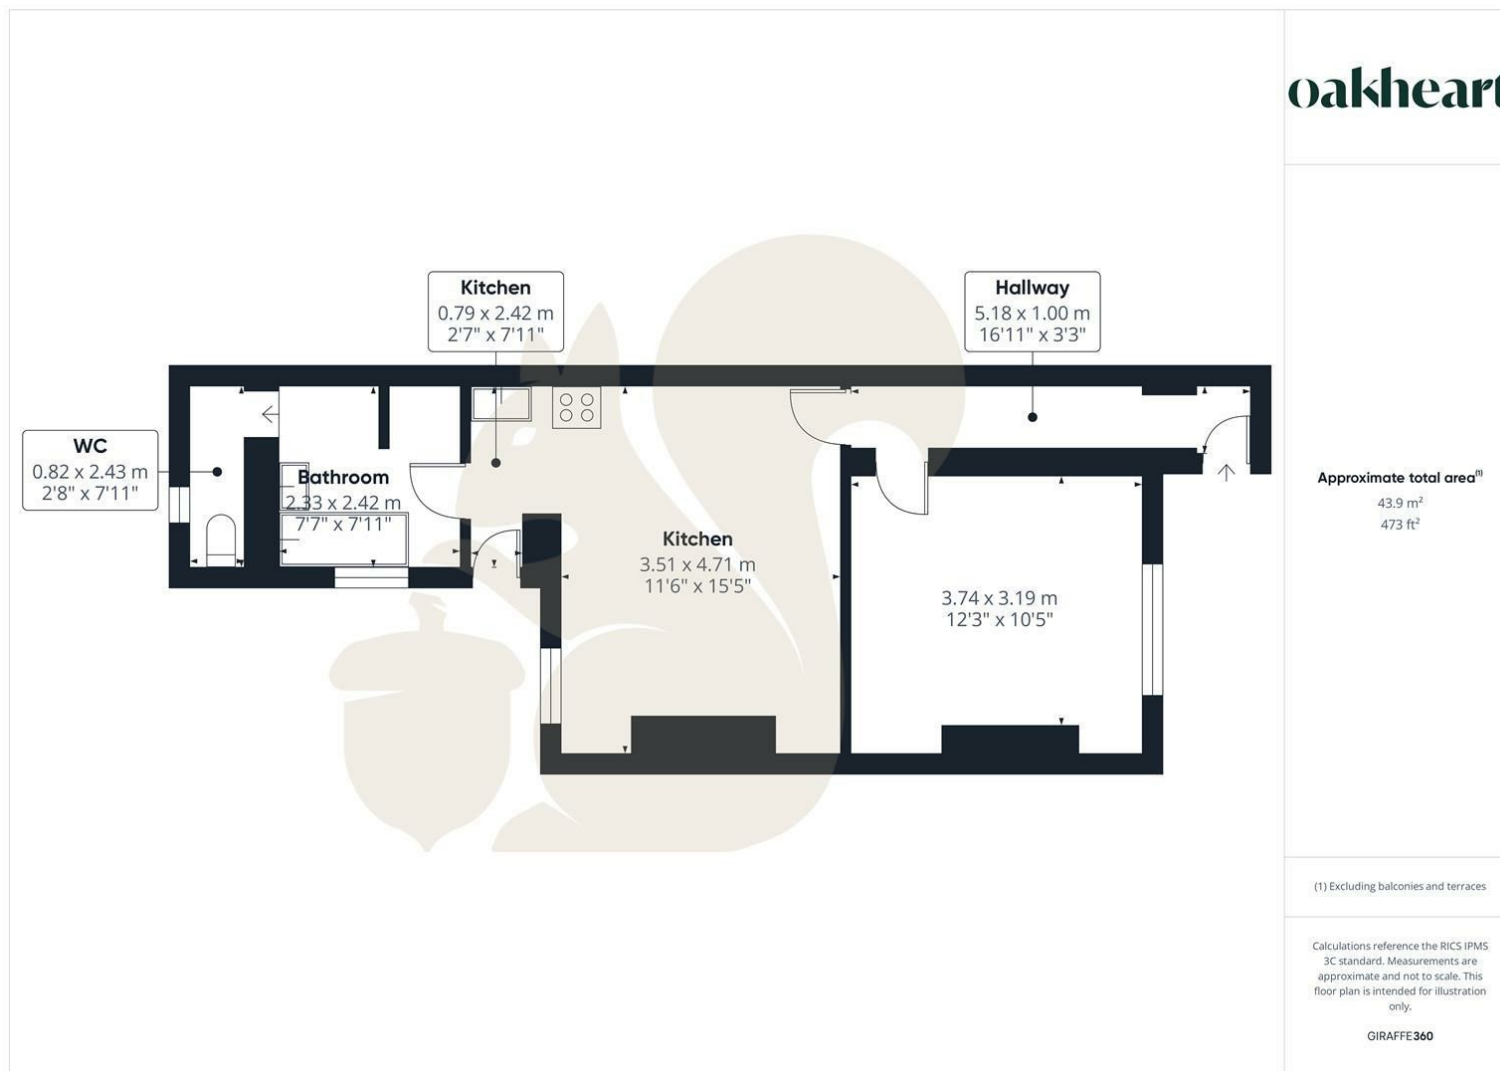 oakheart
Kitchen
0.79 x 2.42 m
2'7" x 7'11"
Hallway
5.18 x 1.00 m
16'11" x 3'3"
WC
0.82 x 2.43 m
2'8" x 7'11"
Bathroom
2.33 x 2.42 m
7'7" x 7'11"
Kitchen
3.51 x 4.71 m
11'6" x 15'5"
3.74 x 3.19 m
12'3" x 10'5"
Approximate total area⁽¹⁾
43.9 m²
473 ft²
(1) Excluding balconies and terraces
Calculations reference the RICS IPMS
3C standard. Measurements are
approximate and not to scale. This
floor plan is intended for illustration
only.
GIRAFFE360